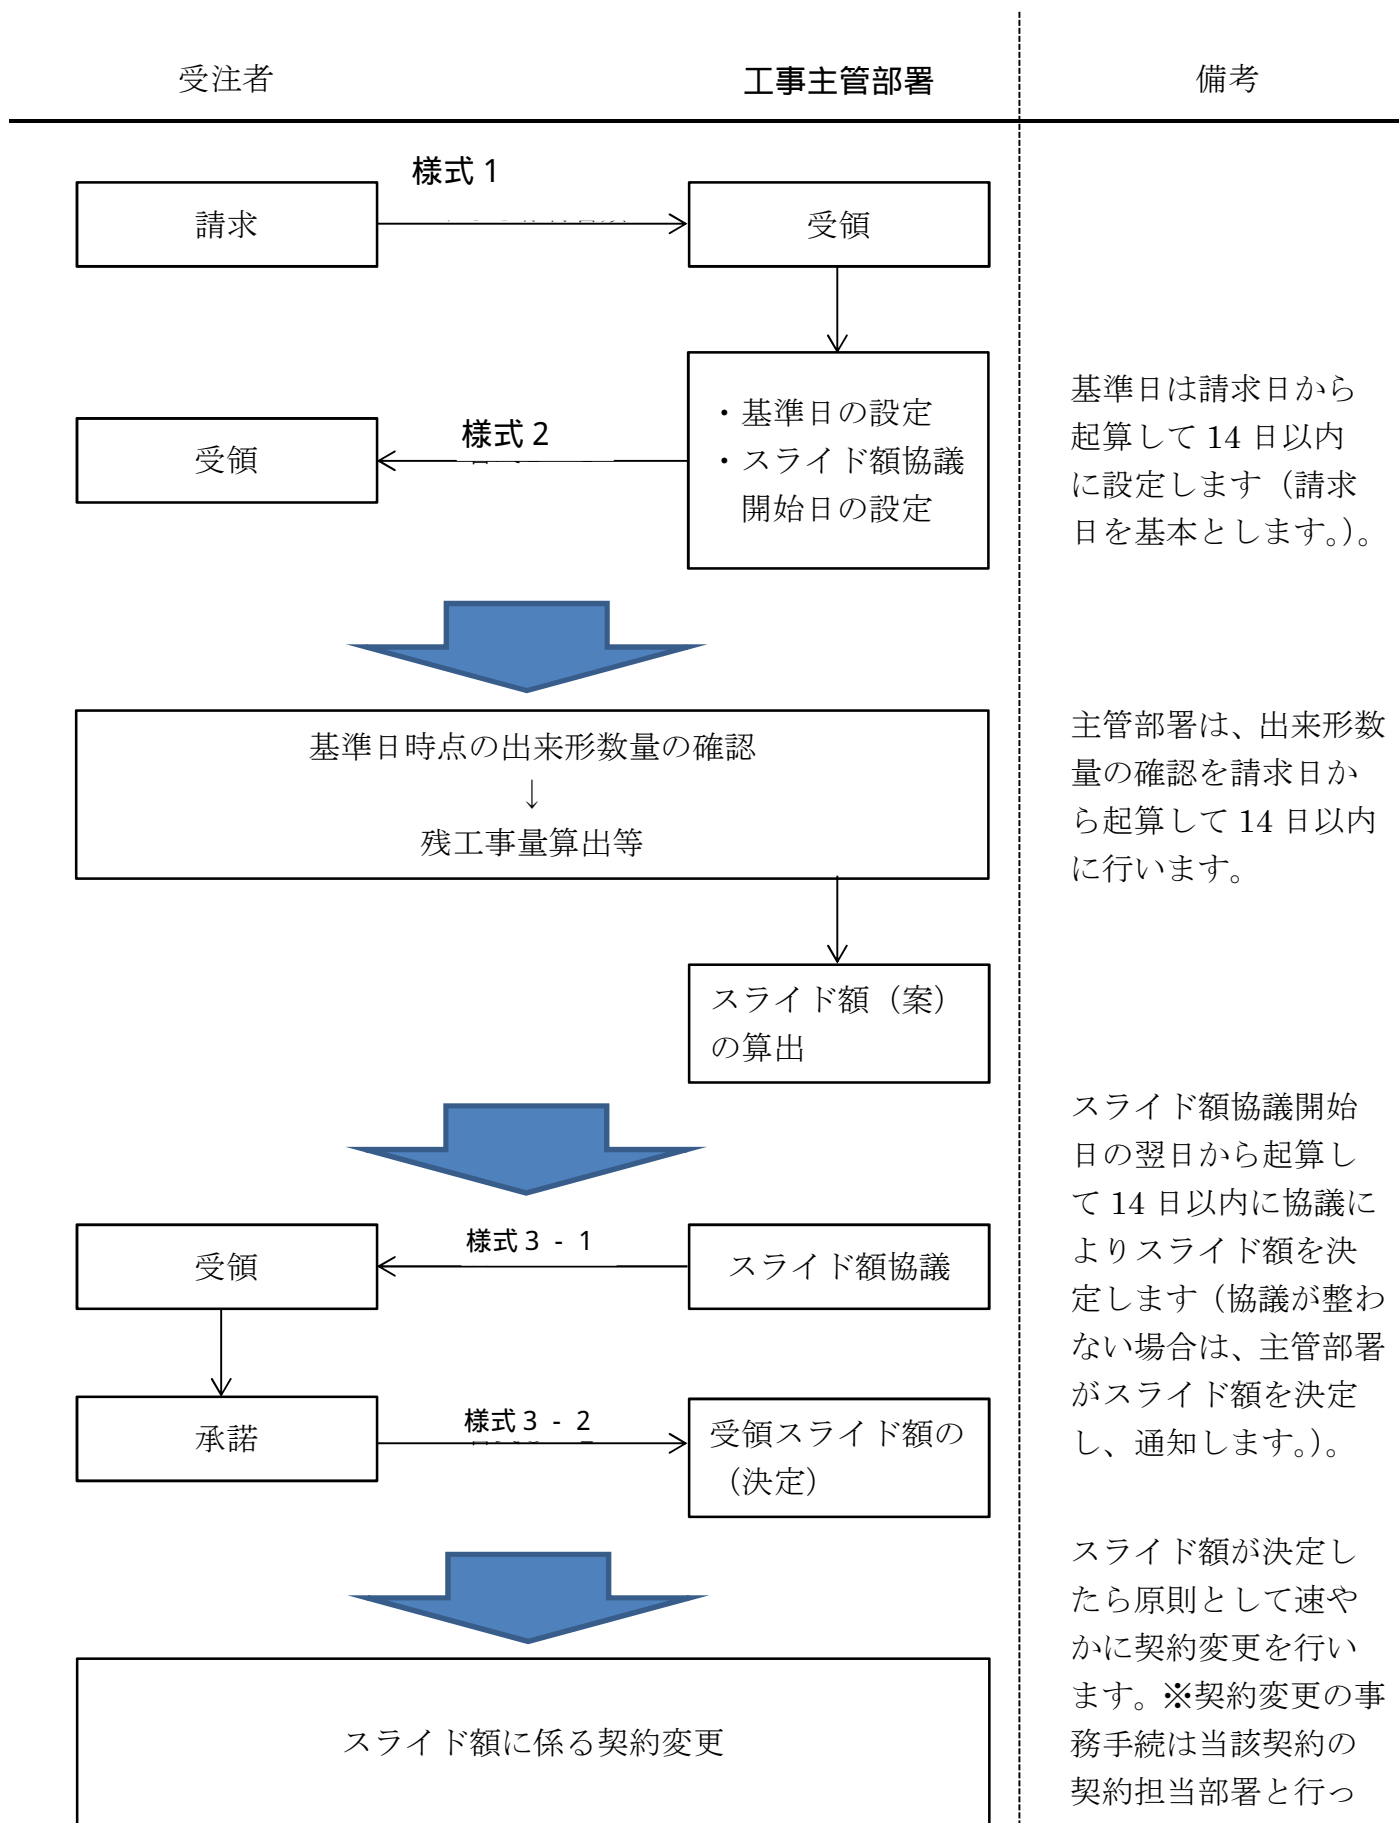 受注者
工事主管部署
備考
様式 1
請求
受領
・基準日の設定
・スライド額協議
開始日の設定
様式 2
受領
基準日は請求日から
起算して 14 日以内
に設定します（請求
日を基本とします。）。
基準日時点の出来形数量の確認
↓
残工事量算出等
主管部署は、出来形数
量の確認を請求日か
ら起算して 14 日以内
に行います。
スライド額（案）
の算出
受領
様式 3 - 1
スライド額協議
スライド額協議開始
日の翌日から起算し
て 14 日以内に協議に
よりスライド額を決
定します（協議が整わ
ない場合は、主管部署
がスライド額を決定
し、通知します。）。
承諾
様式 3 - 2
受領スライド額の
（決定）
スライド額に係る契約変更
スライド額が決定し
たら原則として速や
かに契約変更を行い
ます。※契約変更の事
務手続は当該契約の
契約担当部署と行っ